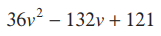 36v² – 132v + 121